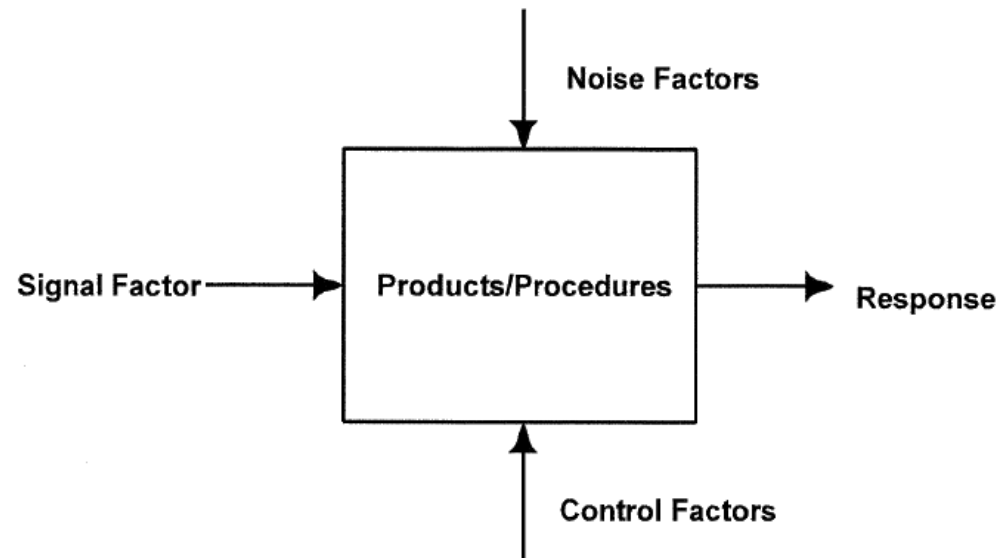 Noise Factors
Signal Factor
Products/Procedures
Response
Control Factors